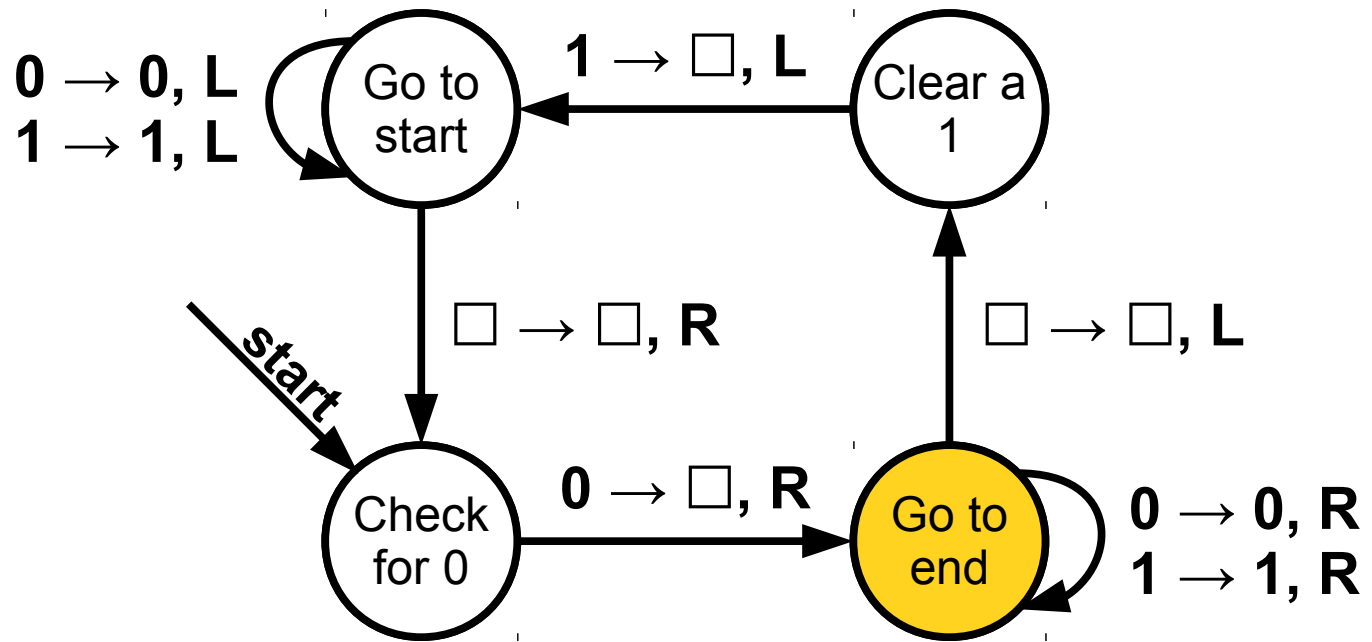 0 → 0, L
1 → 1, L
Go to
start
1 → □, L
Clear a
1
□ → □, R
□ → □, L
start
Check
for 0
0 → □, R
Go to
end
0 → 0, R
1 → 1, R